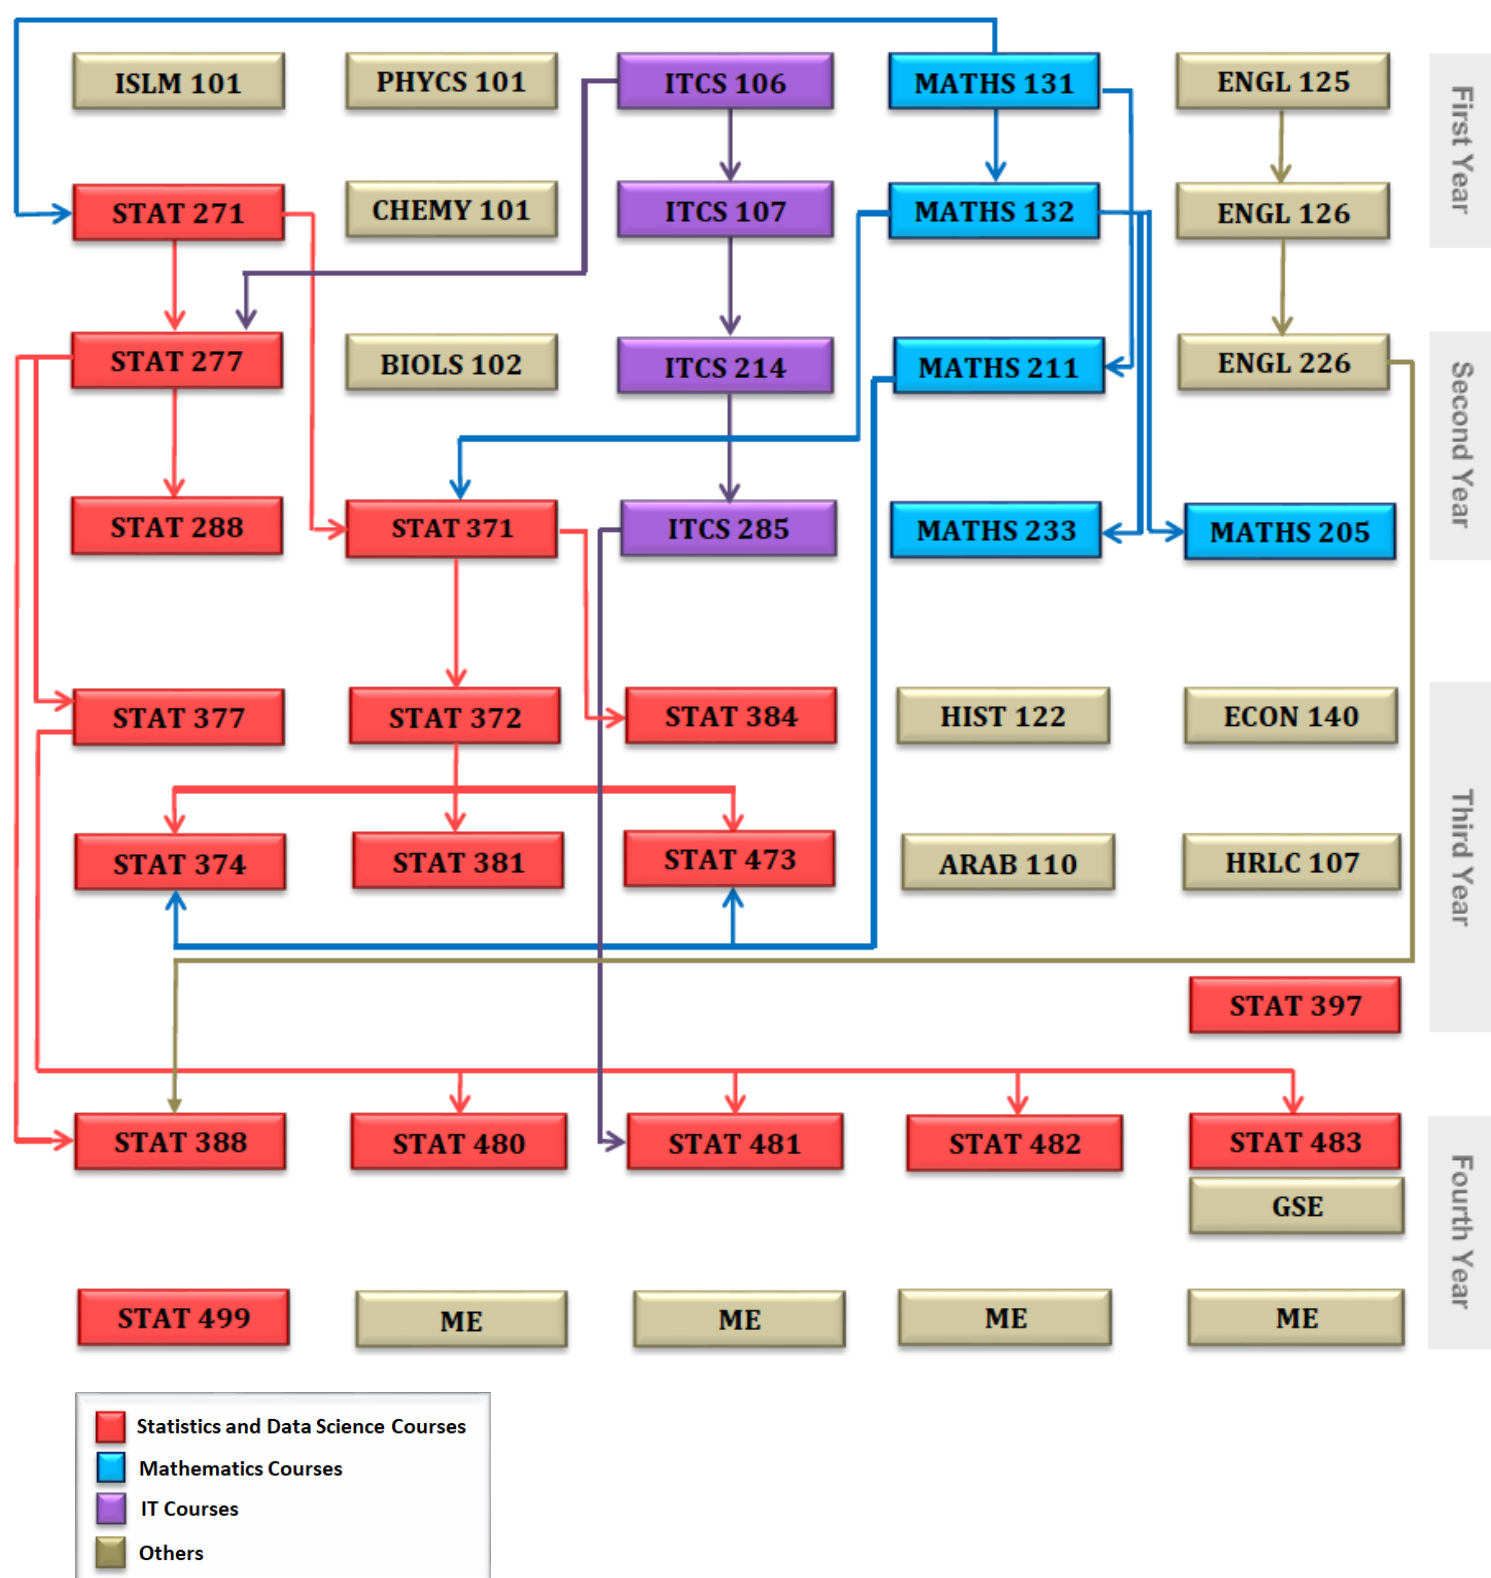 ISLM 101
PHYCS 101
ITCS 106
MATHS 131
ENGL 125
First Year
STAT 271
CHEMY 101
ITCS 107
MATHS 132
ENGL 126
STAT 277
BIOLS 102
ITCS 214
MATHS 211
ENGL 226
Second Year
STAT 288
STAT 371
ITCS 285
MATHS 233
MATHS 205
STAT 377
STAT 372
STAT 384
HIST 122
ECON 140
Third Year
STAT 374
STAT 381
STAT 473
ARAB 110
HRLC 107
STAT 397
STAT 388
STAT 480
STAT 481
STAT 482
STAT 483
GSE
Fourth Year
STAT 499
ME
ME
ME
ME
Statistics and Data Science Courses
Mathematics Courses
IT Courses
Others